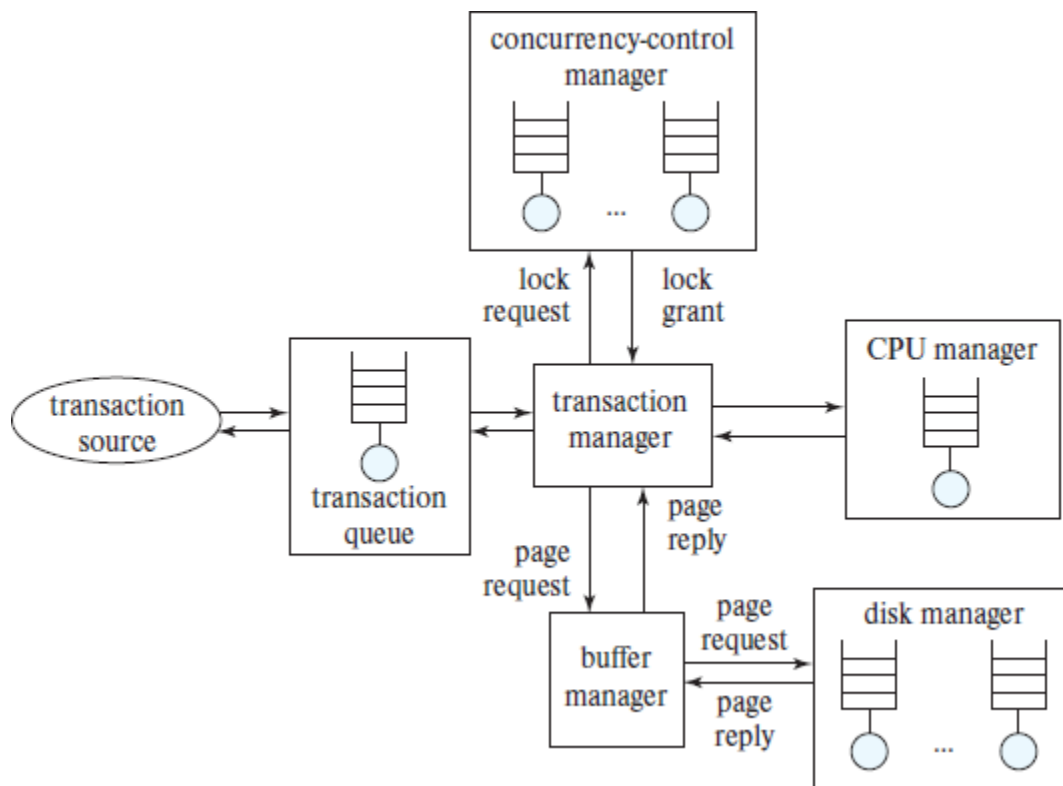 concurrency-control
manager
...
lock
request
lock
grant
CPU manager
transaction
source
transaction
queue
transaction
manager
page
request
page
reply
buffer
manager
page
request
page
reply
disk manager
...